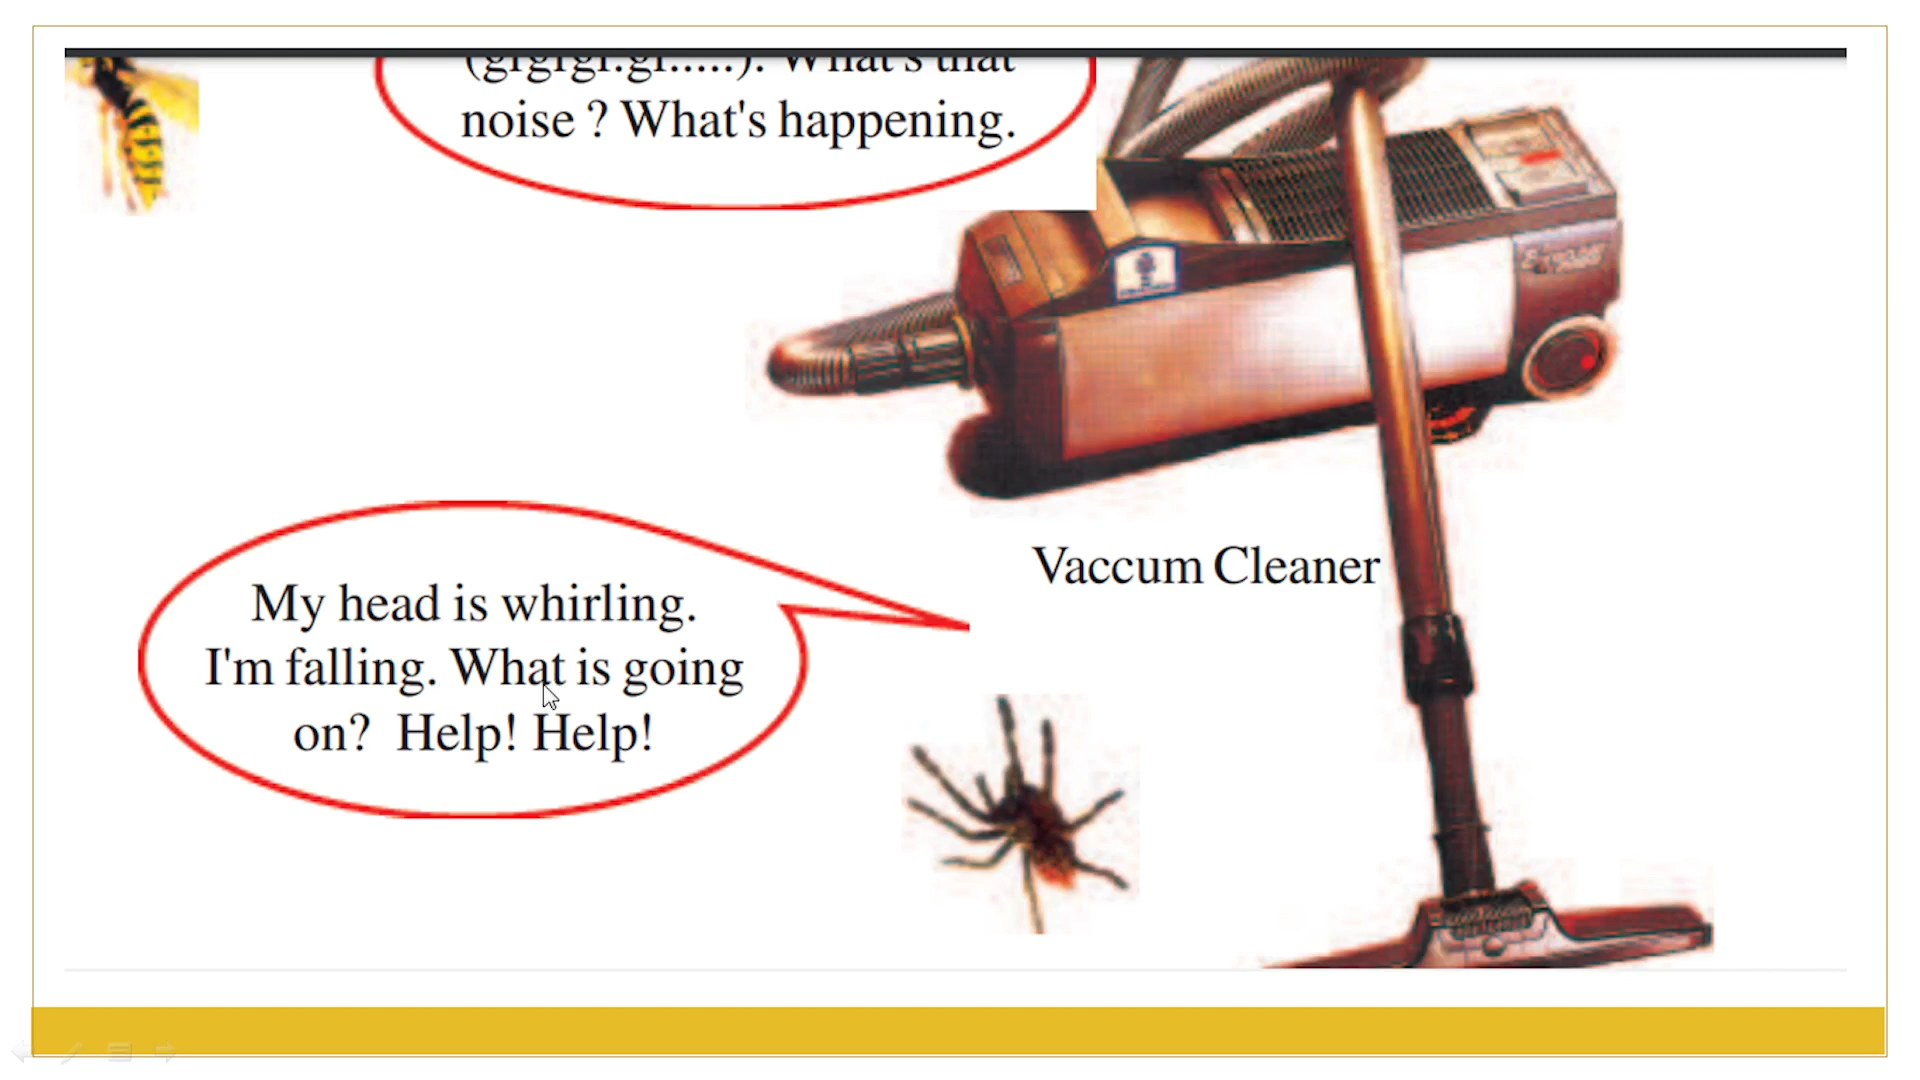 (grgrgr.gr.....). What's that
noise ? What's happening.
Vaccum Cleaner
My head is whirling.
I'm falling. What is going
on? Help! Help!